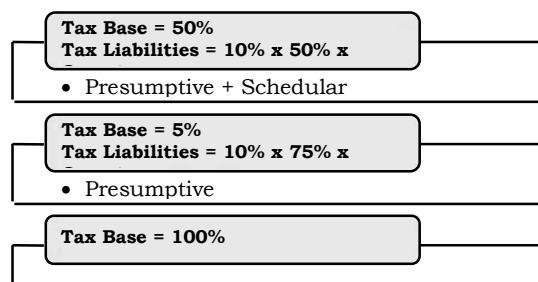 Tax Base = 50%
Tax Liabilities = 10% x 50% x
• Presumptive + Schedular
Tax Base = 5%
Tax Liabilities = 10% x 75% x
• Presumptive
Tax Base = 100%